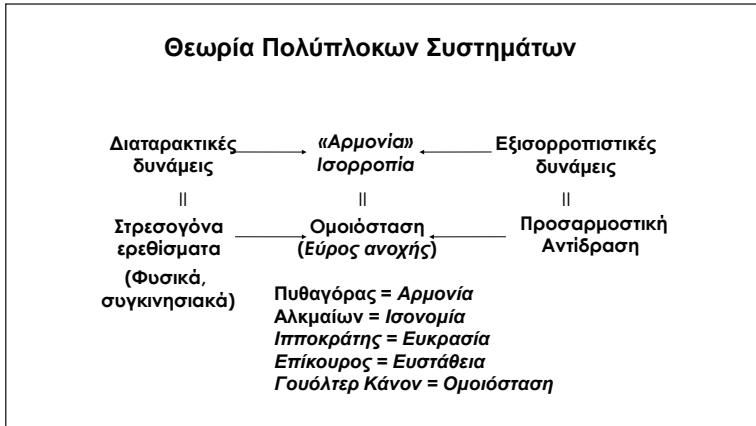 Θεωρία Πολύπλοκων Συστημάτων
Διαταρακτικές
δυνάμεις
«Αρμονία»
Ισορροπία
Εξισορροπιστικές
δυνάμεις
=
=
=
Στρεσογόνα
ερεθίσματα
(Φυσικά,
συγκινησιακά)
Ομοιόσταση
(Εύρος ανοχής)
Προσαρμοστική
Αντίδραση
Πυθαγόρας = Αρμονία
Αλκμαίων = Ισονομία
Ιπποκράτης = Ευκρασία
Επίκουρος = Ευστάθεια
Γουόλτερ Κάνον = Ομοιόσταση